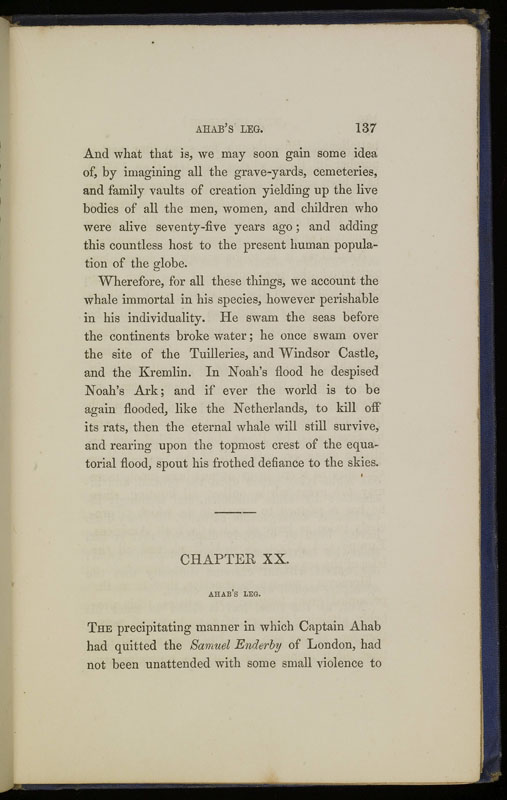 AHAB'S LEG. 137
And what that is, we may soon gain some idea
of, by imagining all the grave-yards, cemeteries,
and family vaults of creation yielding up the live
bodies of all the men, women, and children who
were alive seventy-five years ago; and adding
this countless host to the present human popula-
tion of the globe.
Wherefore, for all these things, we account the
whale immortal in his species, however perishable
in his individuality. He swam the seas before
the continents broke water; he once swam over
the site of the Tuilleries, and Windsor Castle,
and the Kremlin. In Noah's flood he despised
Noah's Ark; and if ever the world is to be
again flooded, like the Netherlands, to kill off
its rats, then the eternal whale will still survive,
and rearing upon the topmost crest of the equa-
torial flood, spout his frothed defiance to the skies.
CHAPTER XX.
AHAB'S LEG.
THE precipitating manner in which Captain Ahab
had quitted the Samuel Enderby of London, had
not been unattended with some small violence to